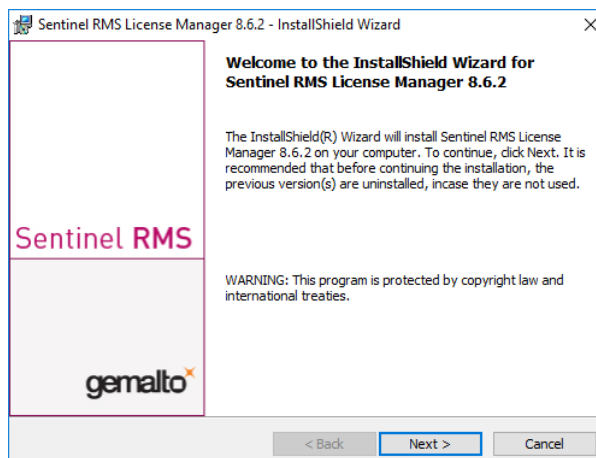 Sentinel RMS License Manager 8.6.2 - InstallShield Wizard
Welcome to the InstallShield Wizard for
Sentinel RMS License Manager 8.6.2
The InstallShield(R) Wizard will install Sentinel RMS License
Manager 8.6.2 on your computer. To continue, click Next. It is
recommended that before continuing the installation, the
previous version(s) are uninstalled, incase they are not used.
Sentinel RMS
WARNING: This program is protected by copyright law and
international treaties.
gemalto
< Back
Next >
Cancel